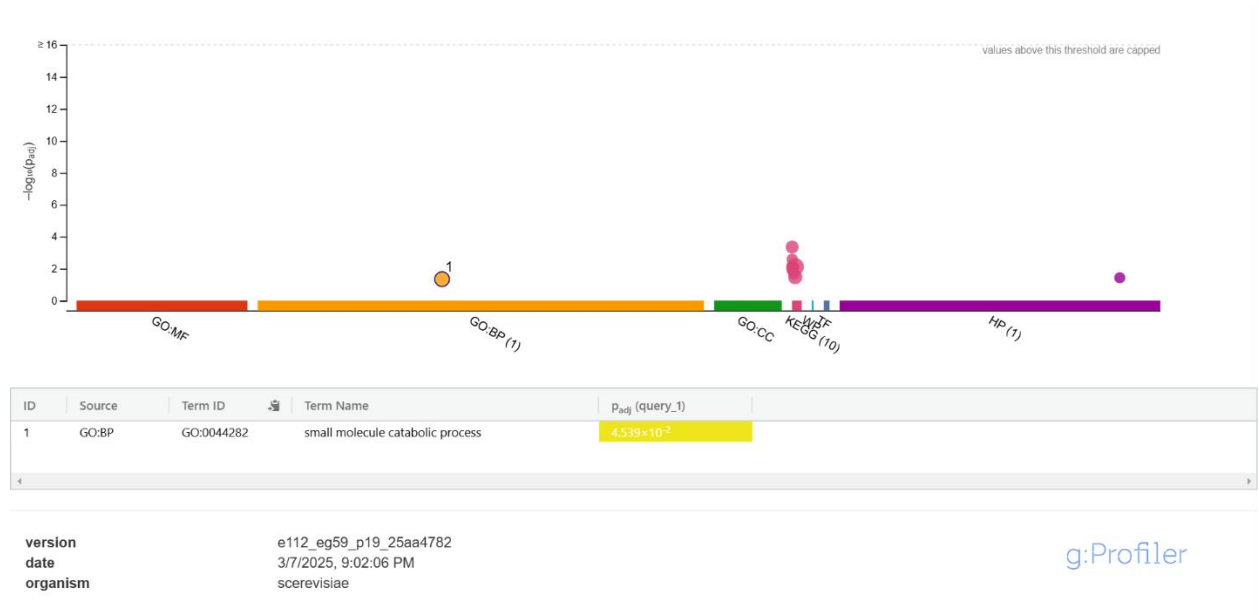 ≥ 16
values above this threshold are capped
14
12
10
8
6
4
2
0
-log₁₀(p_adj)
1
GO:MF
GO:BP (1)
GO:CC
KEGG (10)
WP
TF
HP (1)
ID Source Term ID Term Name p_adj (query_1)
1 GO:BP GO:0044282 small molecule catabolic process 4.539×10⁻²
version e112_eg59_p19_25aa4782
date 3/7/2025, 9:02:06 PM
organism scerevisiae
g:Profiler